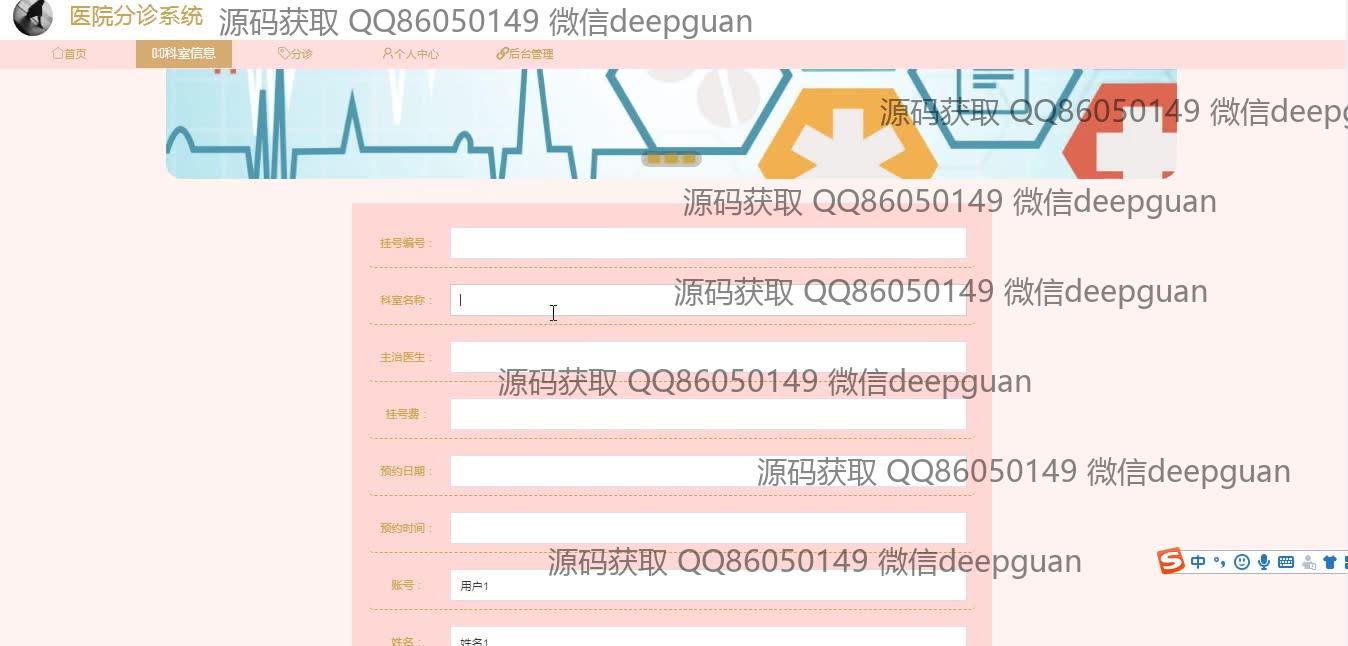 医院分诊系统
源码获取 QQ86050149 微信deepguan
首页 科室信息 分诊 个人中心 后台管理
源码获取 QQ86050149 微信deepg
源码获取 QQ86050149 微信deepguan
挂号编号：
科室名称：
源码获取 QQ86050149 微信deepguan
主治医生：
源码获取 QQ86050149 微信deepguan
挂号费：
预约日期：
源码获取 QQ86050149 微信deepguan
预约时间：
源码获取 QQ86050149 微信deepguan
中
账号： 用户1
姓名： 姓名1